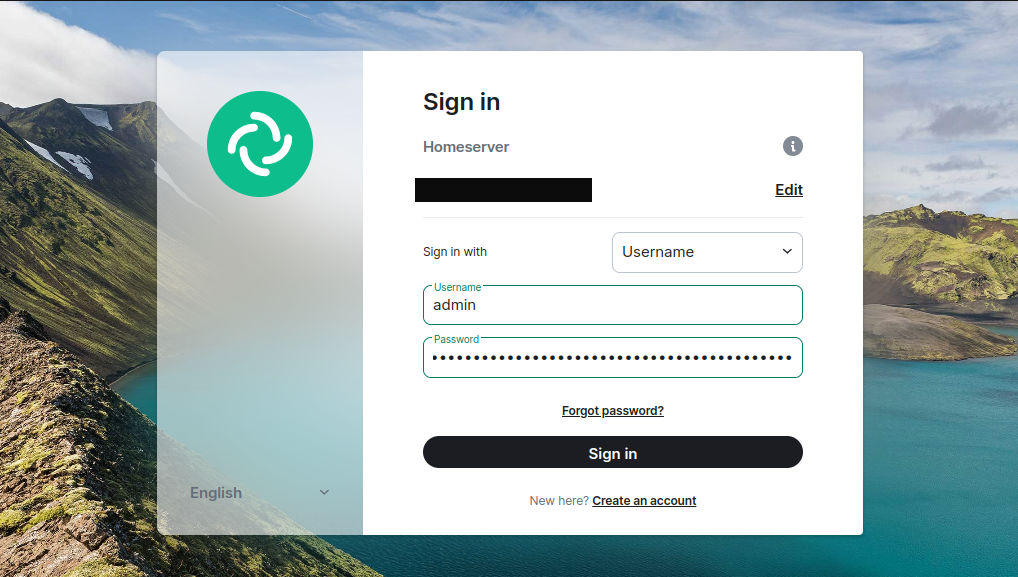 Sign in
Homeserver
Edit
Sign in with
Username
Username
admin
Password
Forgot password?
Sign in
English
New here? Create an account